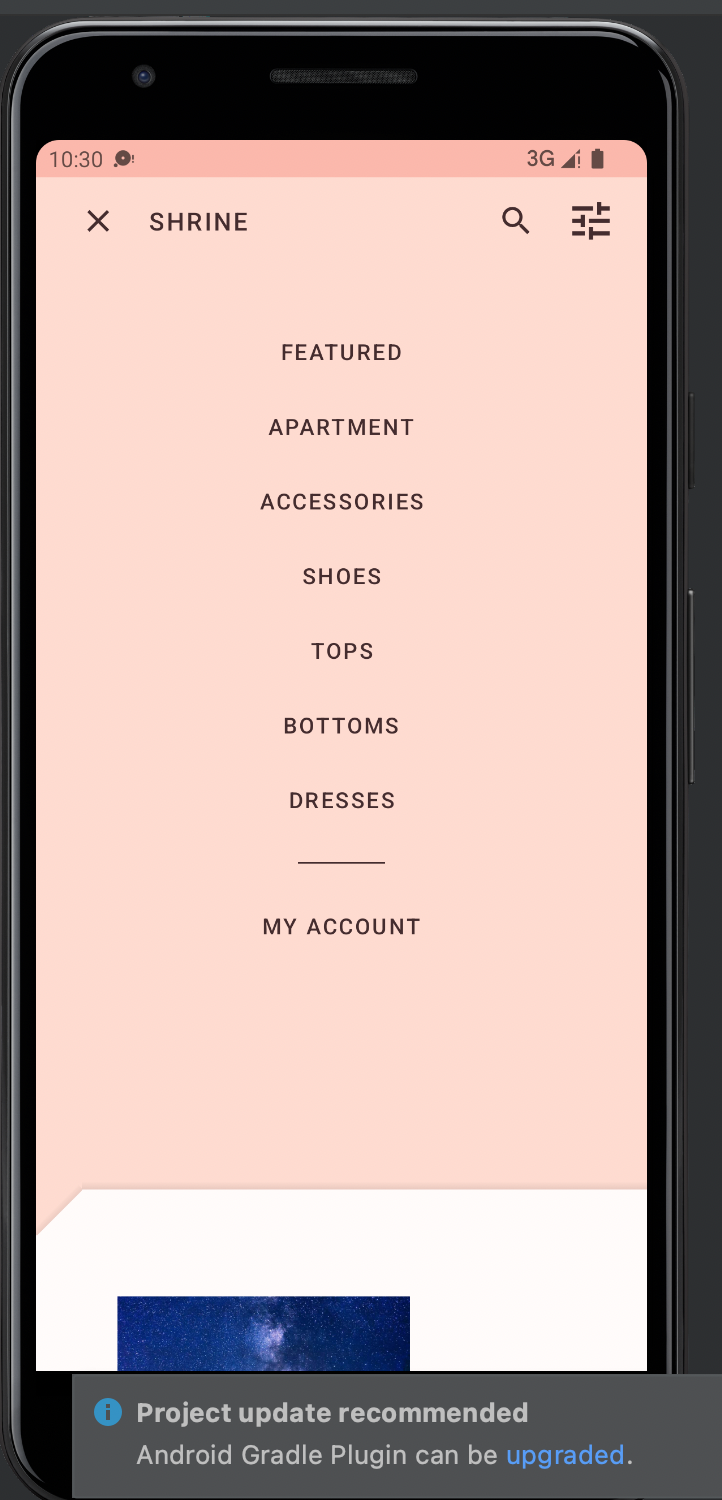 10:30 3G
SHRINE
FEATURED
APARTMENT
ACCESSORIES
SHOES
TOPS
BOTTOMS
DRESSES
MY ACCOUNT
Project update recommended
Android Gradle Plugin can be upgraded.